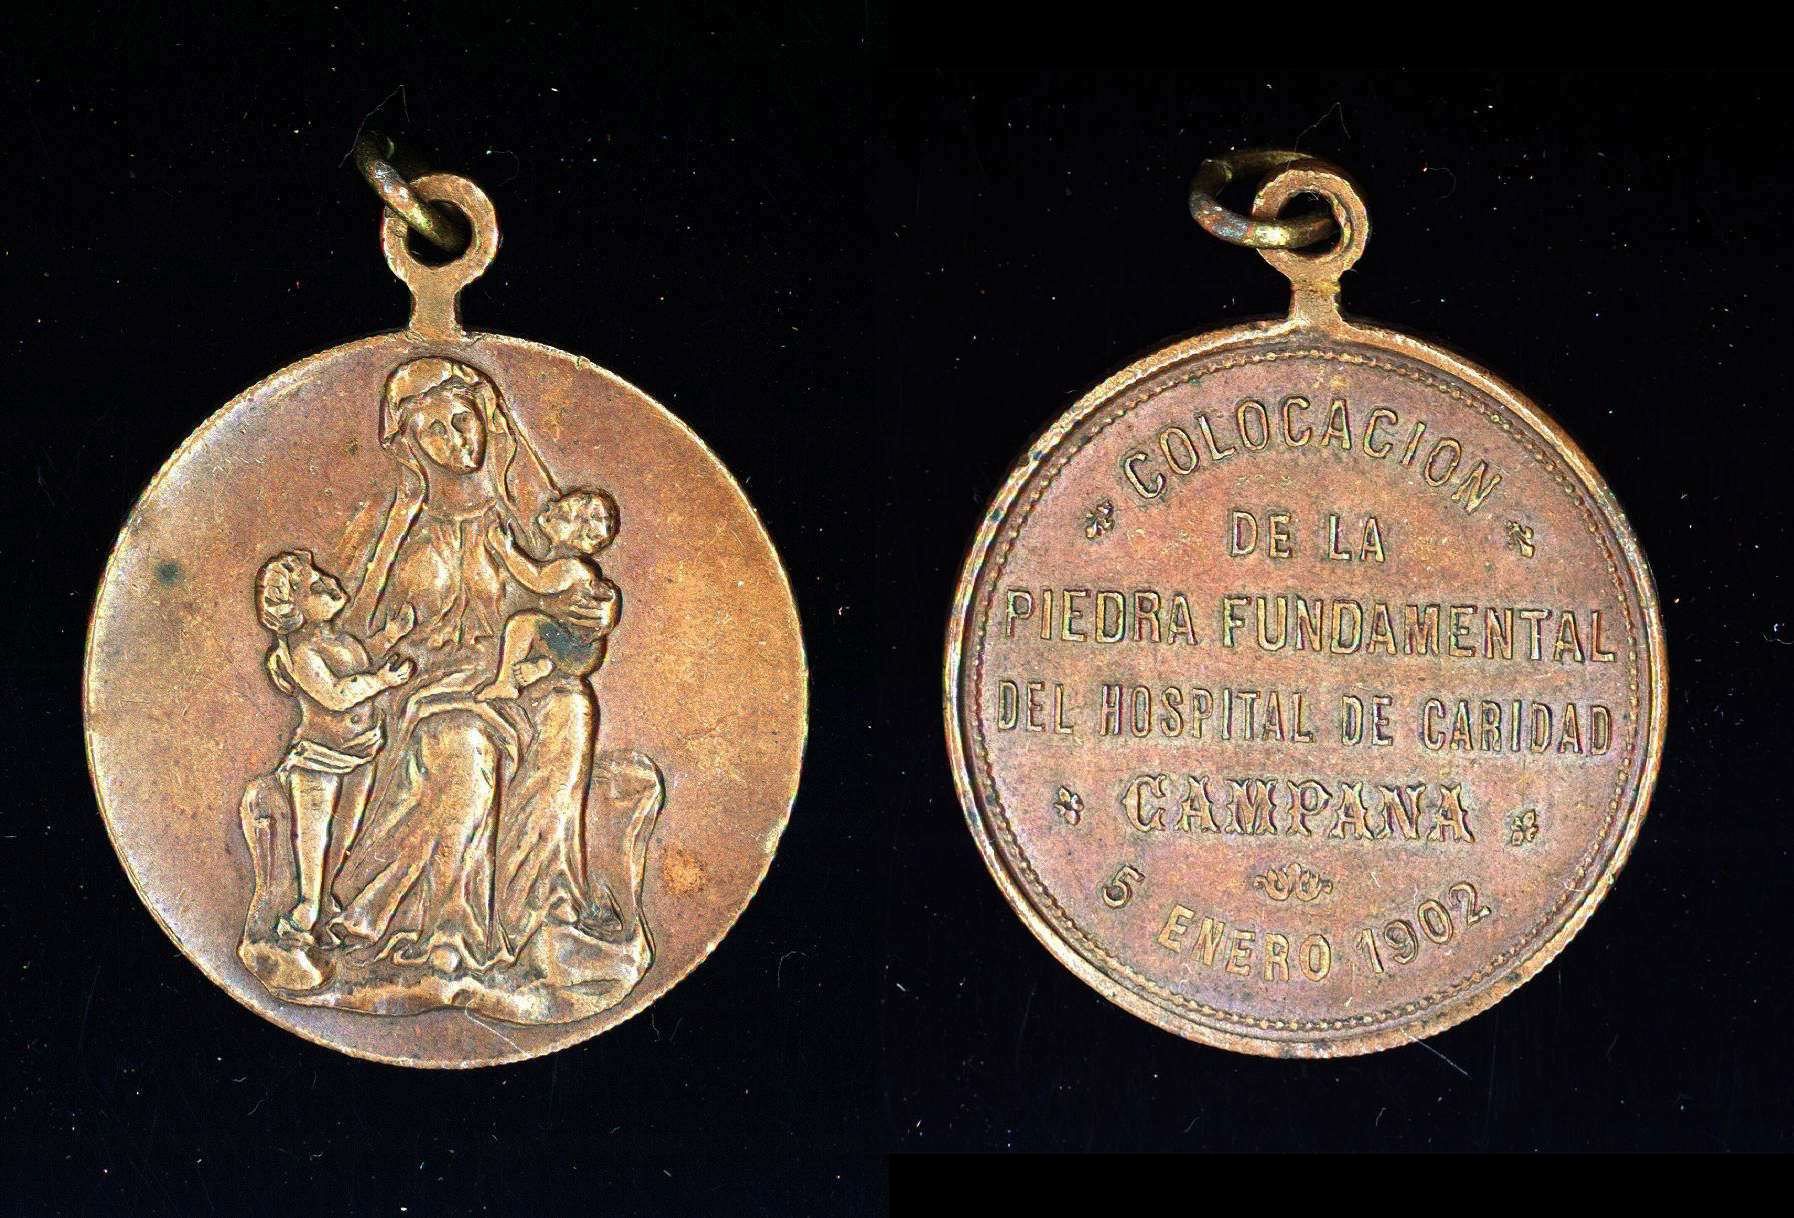 COLOCACION
DE LA
PIEDRA FUNDAMENTAL
DEL HOSPITAL DE CARIDAD
CAMPANA
5 ENERO 1902